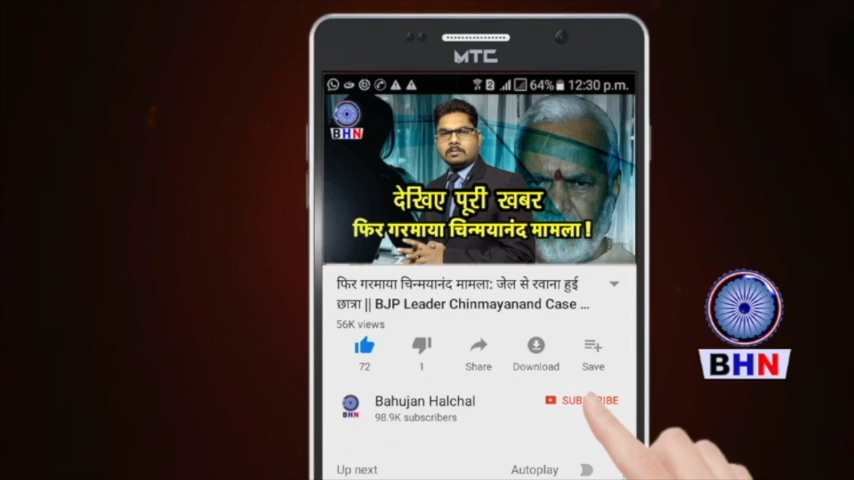 MTC
64% 12:30 p.m.
BHN
देखिए पूरी खबर
फिर गरमाया चिन्मयानंद मामला !
फिर गरमाया चिन्मयानंद मामला: जेल से रवाना हुई
छात्रा || BJP Leader Chinmayanand Case ...
56K views
72
1
Share
Download
Save
BHN
Bahujan Halchal
SUBSCRIBE
98.9K subscribers
Up next
Autoplay
BHN